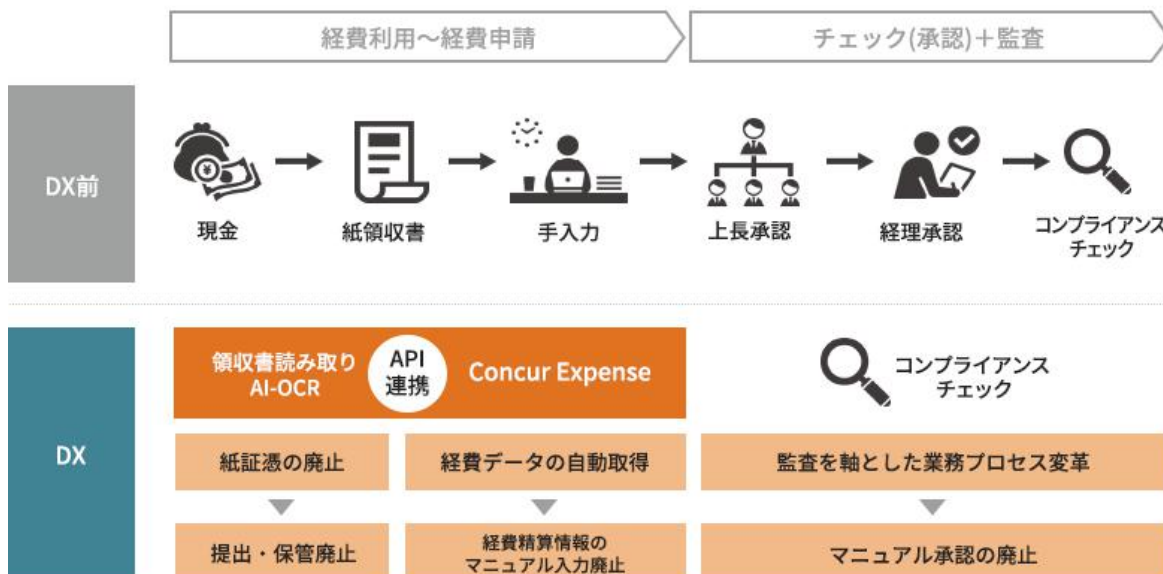 経費利用～経費申請
チェック(承認)＋監査
DX前
現金
紙領収書
手入力
上長承認
経理承認
コンプライアンス
チェック
DX
領収書読み取り
AI-OCR
API
連携
Concur Expense
コンプライアンス
チェック
紙証憑の廃止
経費データの自動取得
監査を軸とした業務プロセス変革
提出・保管廃止
経費精算情報の
マニュアル入力廃止
マニュアル承認の廃止